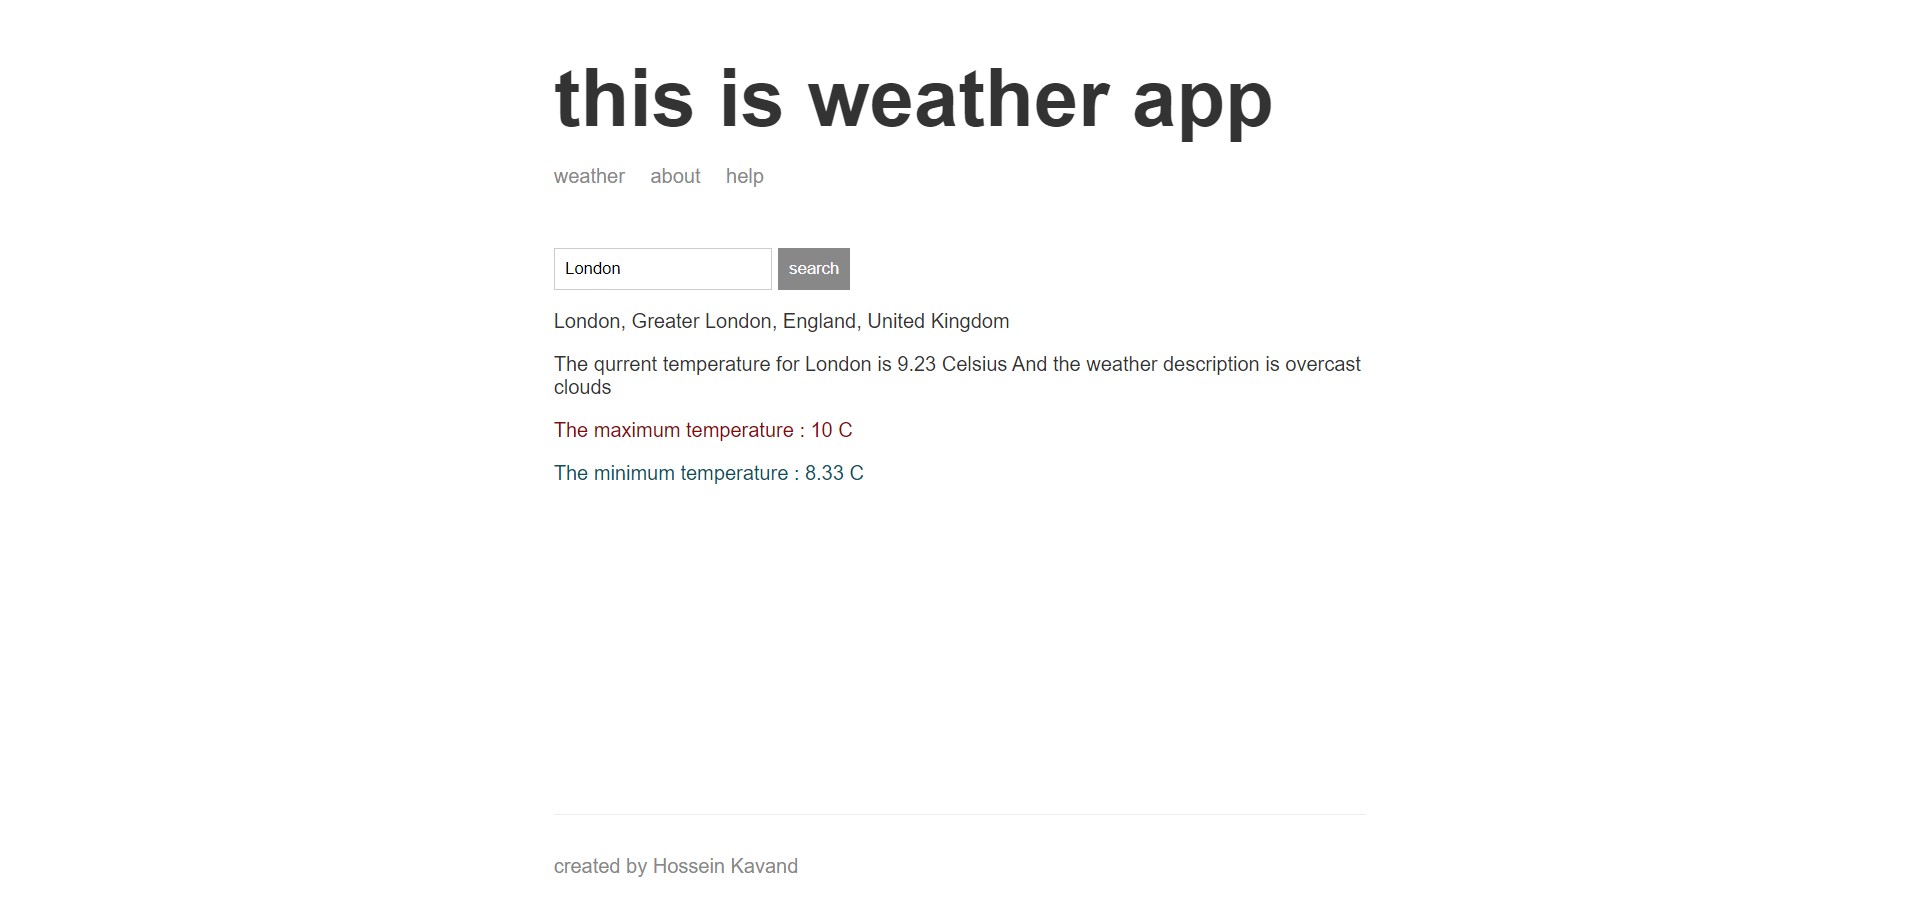 this is weather app
weather about help
London search
London, Greater London, England, United Kingdom
The qurrent temperature for London is 9.23 Celsius And the weather description is overcast
clouds
The maximum temperature : 10 C
The minimum temperature : 8.33 C
created by Hossein Kavand